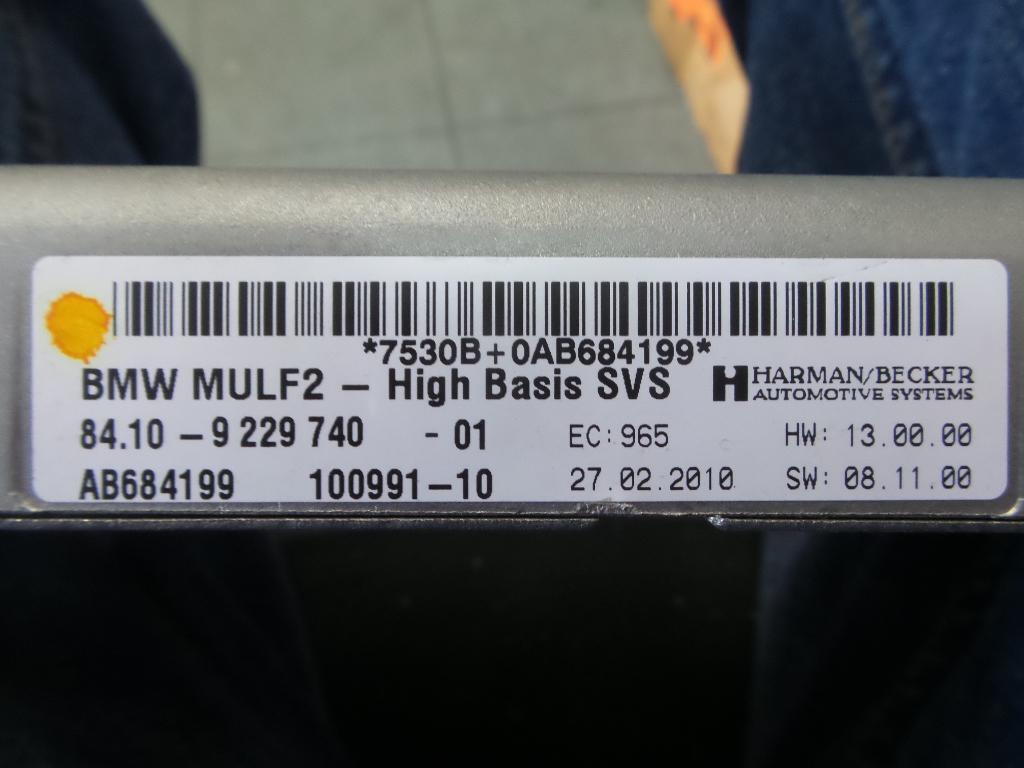 *7530B+0AB684199*
BMW MULF2 – High Basis SVS
HARMAN/BECKER
AUTOMOTIVE SYSTEMS
84.10 – 9 229 740 - 01 EC: 965 HW: 13.00.00
AB684199 100991–10 27.02.2010 SW: 08.11.00